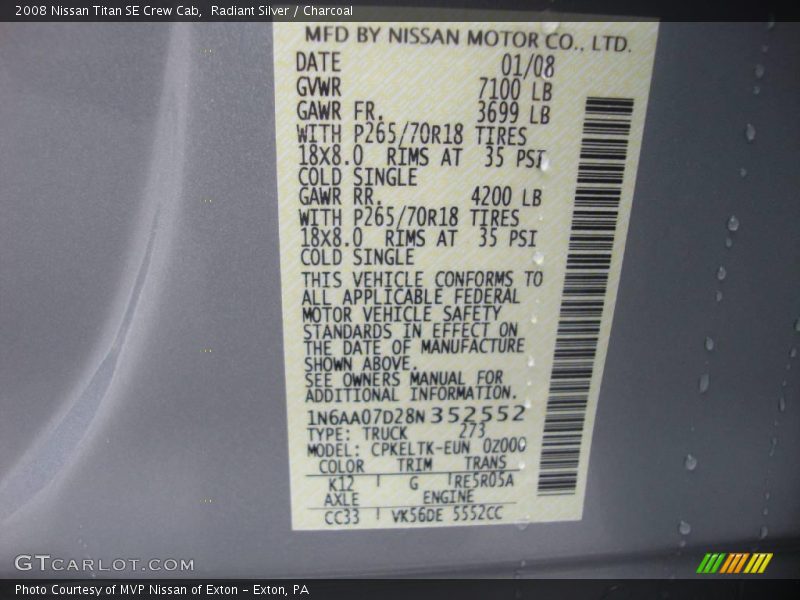 2008 Nissan Titan SE Crew Cab,  Radiant Silver / Charcoal
MFD BY NISSAN MOTOR CO., LTD.
DATE 01/08
GVWR 7100 LB
GAWR FR. 3699 LB
WITH P265/70R18 TIRES
18X8.0 RIMS AT 35 PSI
COLD SINGLE
GAWR RR. 4200 LB
WITH P265/70R18 TIRES
18X8.0 RIMS AT 35 PSI
COLD SINGLE
THIS VEHICLE CONFORMS TO
ALL APPLICABLE FEDERAL
MOTOR VEHICLE SAFETY
STANDARDS IN EFFECT ON
THE DATE OF MANUFACTURE
SHOWN ABOVE.
SEE OWNERS MANUAL FOR
ADDITIONAL INFORMATION.
1N6AA07D28N352552
TYPE: TRUCK 273
MODEL: CPKELTK-EUN 0Z000
COLOR TRIM TRANS
K12 G RE5R05A
AXLE ENGINE
CC33 VK56DE 5552CC
GTCarLot.com
Photo Courtesy of MVP Nissan of Exton - Exton, PA